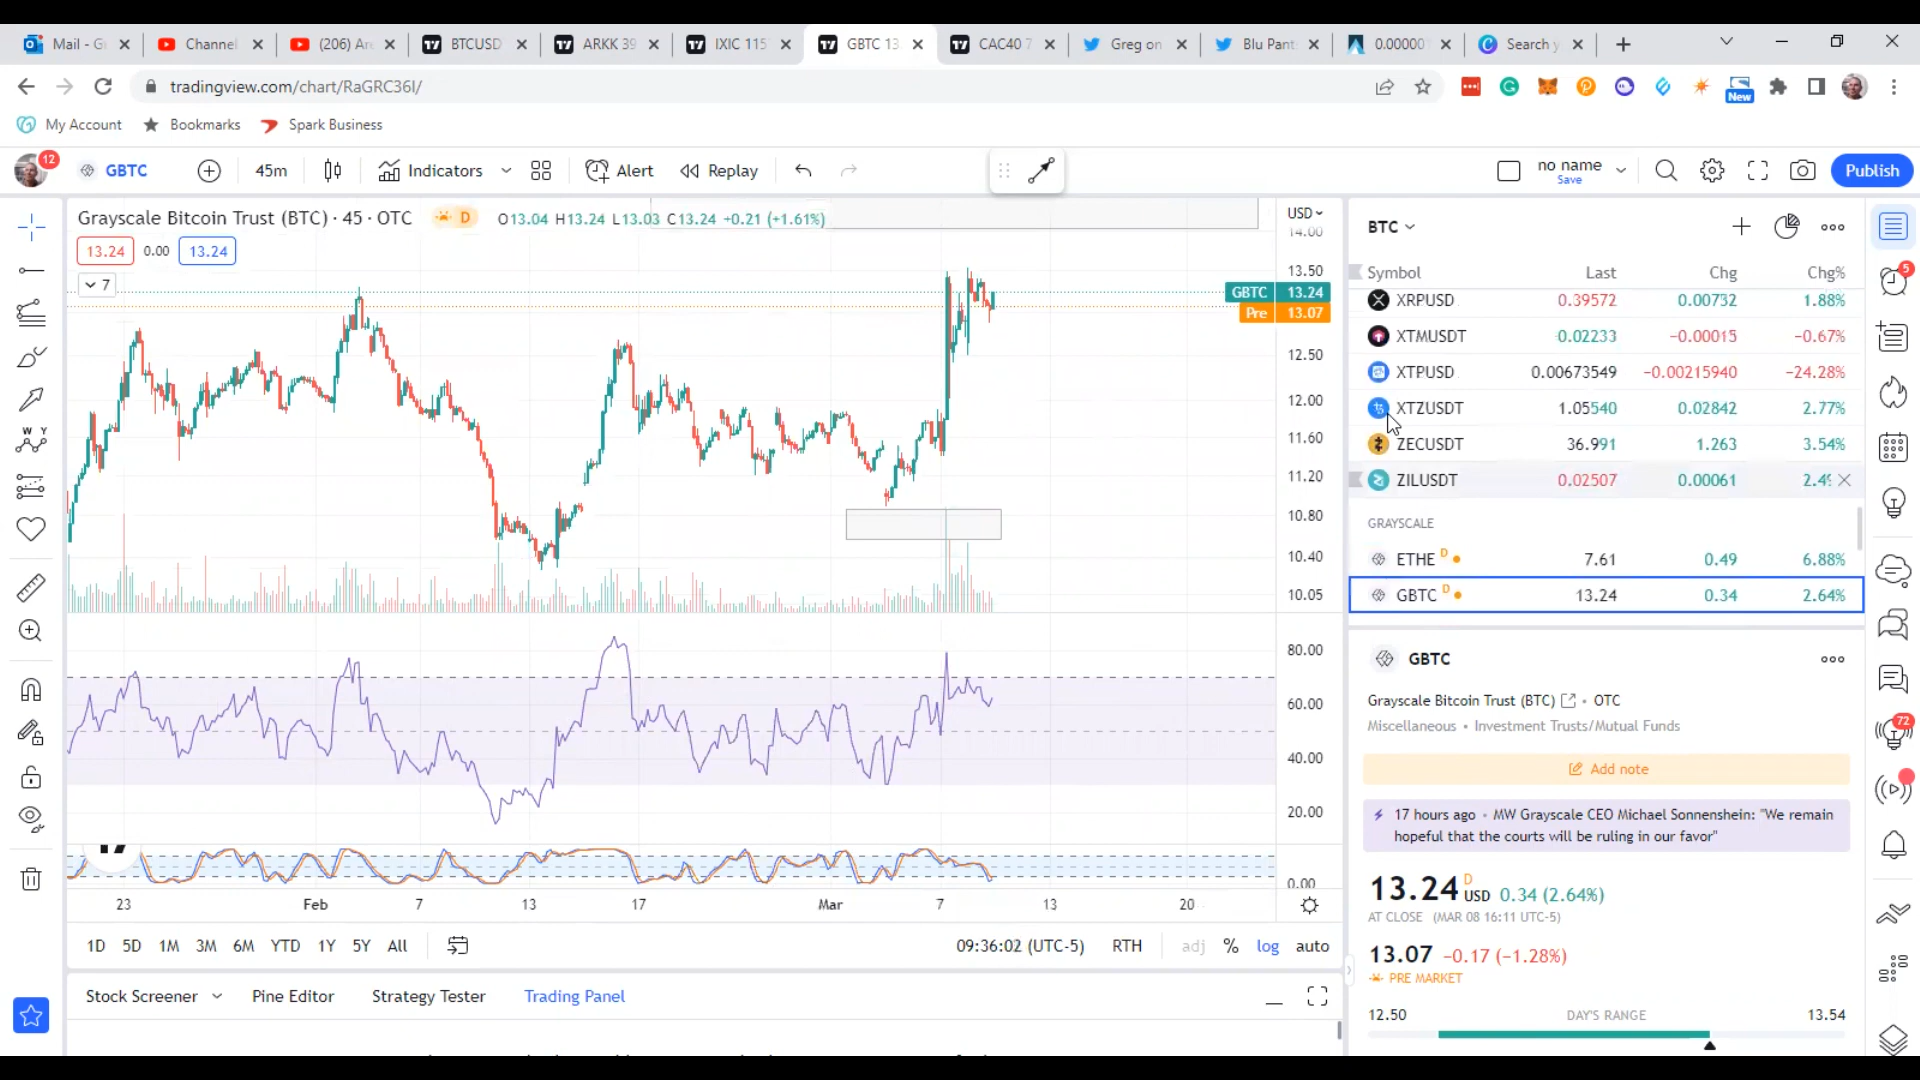 Mail - G
Channel
(206) Ar
BTCUSD
ARKK 39
IXIC 115
GBTC 13
CAC40 7
Greg on
Blu Pant
0.00000
Search y
tradingview.com/chart/RaGRC36I/
New
My Account
Bookmarks
Spark Business
12
GBTC
45m
Indicators
Alert
Replay
no name
Save
Publish
Grayscale Bitcoin Trust (BTC) · 45 · OTC
D
O13.04 H13.24 L13.03 C13.24 +0.21 (+1.61%)
13.24
0.00
13.24
7
USD
14.00
13.50
GBTC 13.24
Pre 13.07
12.50
12.00
11.60
11.20
10.80
10.40
10.05
80.00
60.00
40.00
20.00
0.00
23
Feb
7
13
17
Mar
7
13
20
1D 5D 1M 3M 6M YTD 1Y 5Y All
09:36:02 (UTC-5)
RTH
adj
%
log
auto
Stock Screener
Pine Editor
Strategy Tester
Trading Panel
BTC
Symbol Last Chg Chg%
XRPUSD 0.39572 0.00732 1.88%
XTMUSDT 0.02233 −0.00015 −0.67%
XTPUSD 0.00673549 −0.00215940 −24.28%
XTZUSDT 1.05540 0.02842 2.77%
ZECUSDT 36.991 1.263 3.54%
ZILUSDT 0.02507 0.00061 2.4
GRAYSCALE
ETHE D 7.61 0.49 6.88%
GBTC D 13.24 0.34 2.64%
GBTC
Grayscale Bitcoin Trust (BTC) • OTC
Miscellaneous • Investment Trusts/Mutual Funds
Add note
17 hours ago • MW Grayscale CEO Michael Sonnenshein: "We remain
hopeful that the courts will be ruling in our favor"
13.24 D USD 0.34 (2.64%)
AT CLOSE (MAR 08 16:11 UTC-5)
13.07 −0.17 (−1.28%)
PRE MARKET
12.50 DAY'S RANGE 13.54
5
72
W Y